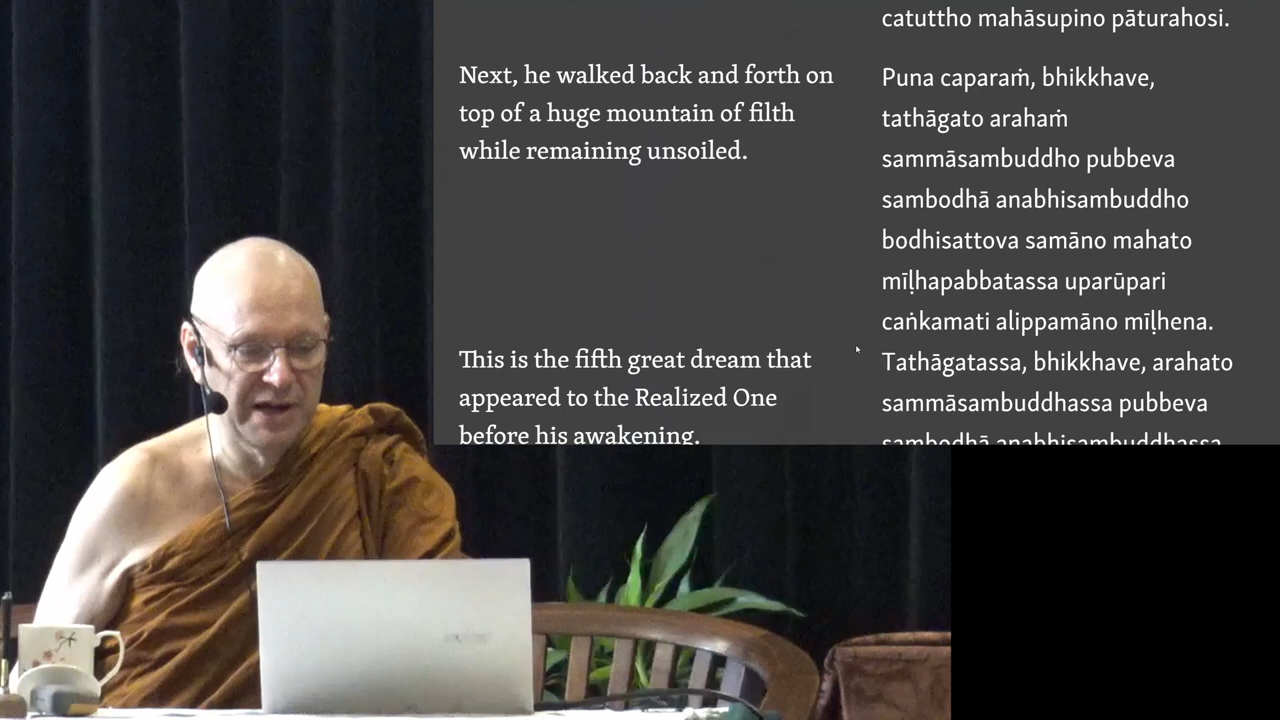 Next, he walked back and forth on
top of a huge mountain of filth
while remaining unsoiled.
This is the fifth great dream that
appeared to the Realized One
before his awakening.
catuttho mahāsupino pāturahosi.
Puna caparaṁ, bhikkhave,
tathāgato arahaṁ
sammāsambuddho pubbeva
sambodhā anabhisambuddho
bodhisattova samāno mahato
mīḷhapabbatassa uparūpari
caṅkamati alippamāno mīḷhena.
Tathāgatassa, bhikkhave, arahato
sammāsambuddhassa pubbeva
sambodhā anabhisambuddhassa